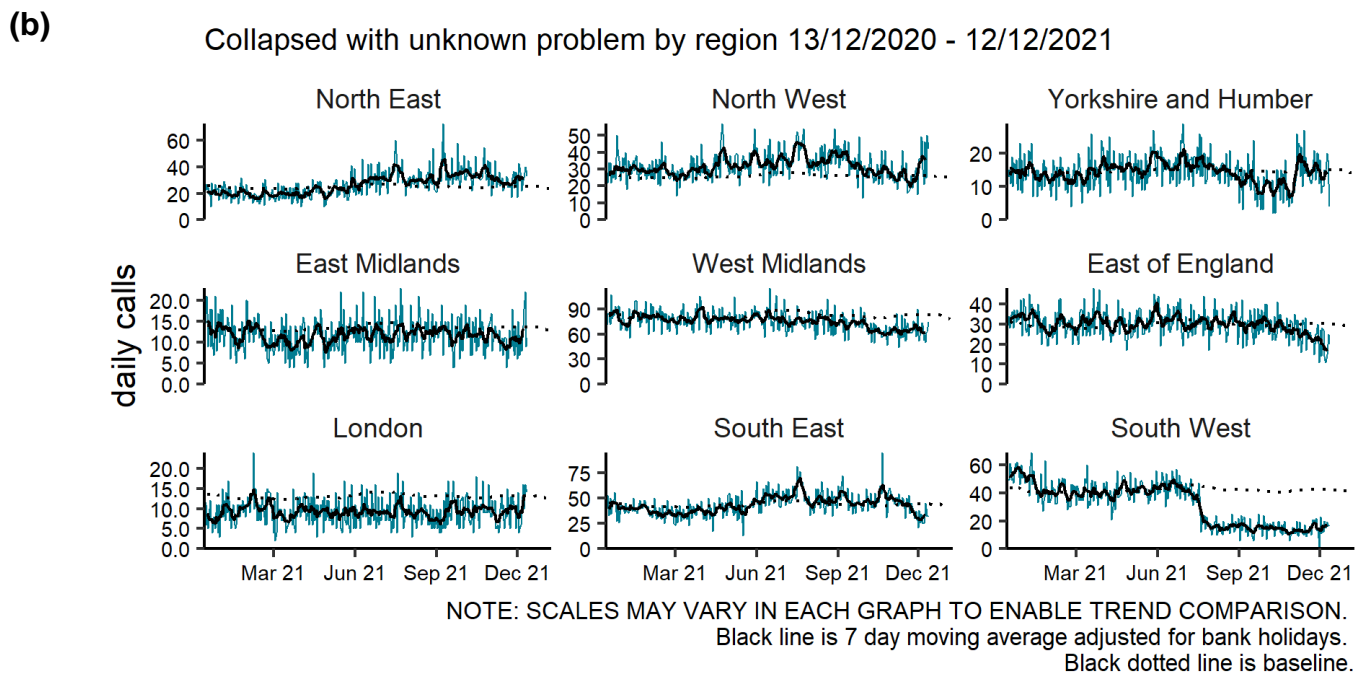 (b)
Collapsed with unknown problem by region 13/12/2020 - 12/12/2021
North East
North West
Yorkshire and Humber
60
40
20
0
50
40
30
20
10
0
20
10
0
East Midlands
West Midlands
East of England
daily calls
20.0
15.0
10.0
5.0
0.0
90
60
30
0
40
30
20
10
0
London
South East
South West
20.0
15.0
10.0
5.0
0.0
75
50
25
0
60
40
20
0
Mar 21 Jun 21 Sep 21 Dec 21
Mar 21 Jun 21 Sep 21 Dec 21
Mar 21 Jun 21 Sep 21 Dec 21
NOTE: SCALES MAY VARY IN EACH GRAPH TO ENABLE TREND COMPARISON.
Black line is 7 day moving average adjusted for bank holidays.
Black dotted line is baseline.